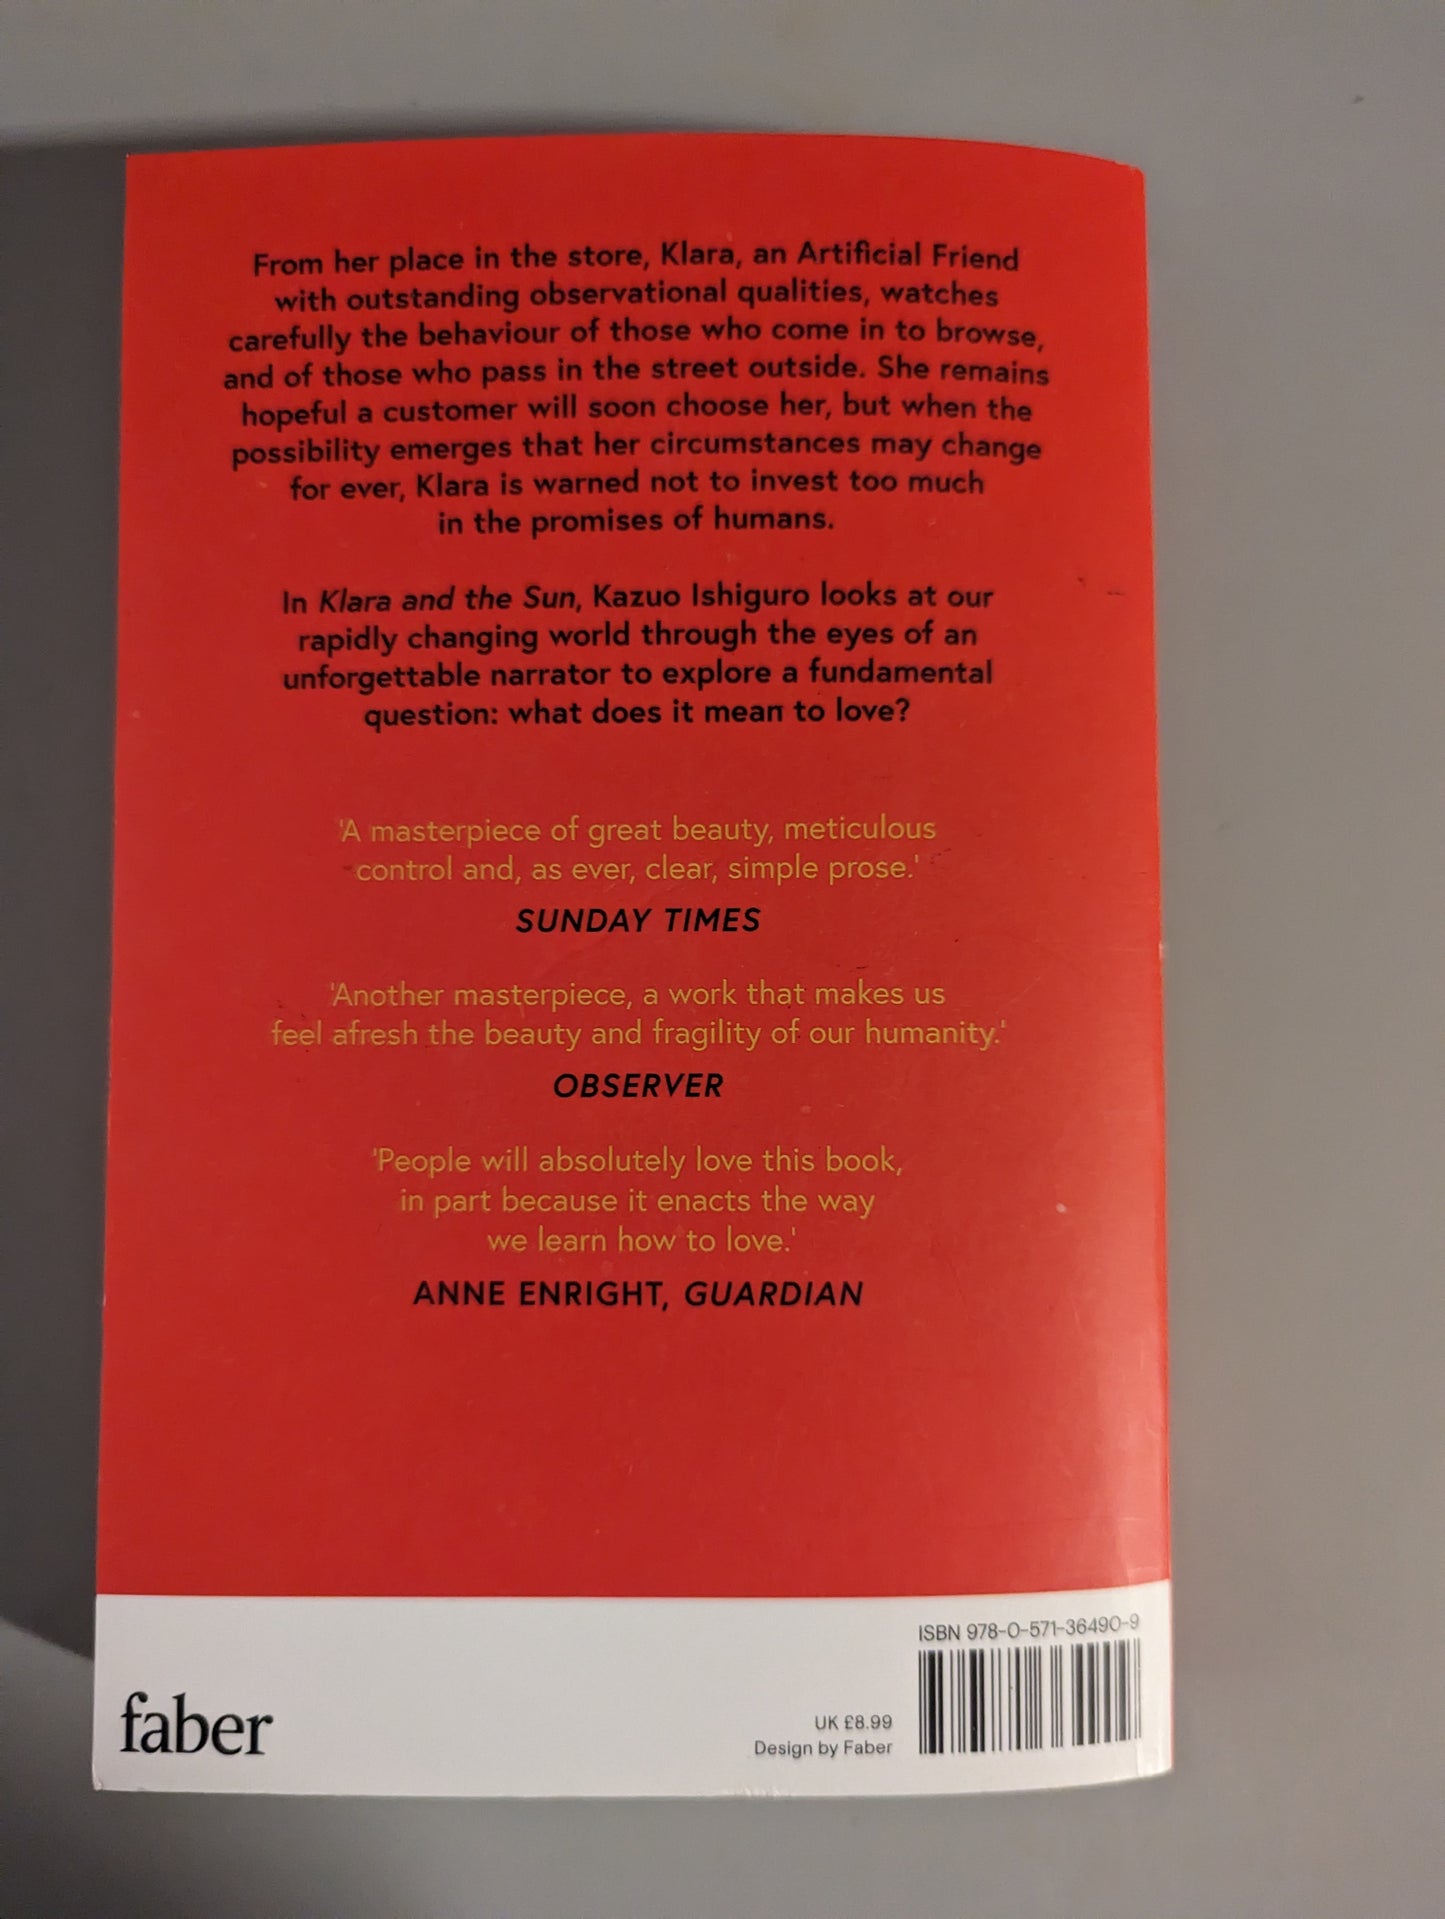 From her place in the store, Klara, an Artificial Friend
with outstanding observational qualities, watches
carefully the behaviour of those who come in to browse,
and of those who pass in the street outside. She remains
hopeful a customer will soon choose her, but when the
possibility emerges that her circumstances may change
for ever, Klara is warned not to invest too much
in the promises of humans.
In Klara and the Sun, Kazuo Ishiguro looks at our
rapidly changing world through the eyes of an
unforgettable narrator to explore a fundamental
question: what does it mean to love?
'A masterpiece of great beauty, meticulous
control and, as ever, clear, simple prose.'
SUNDAY TIMES
'Another masterpiece, a work that makes us
feel afresh the beauty and fragility of our humanity.'
OBSERVER
'People will absolutely love this book,
in part because it enacts the way
we learn how to love.'
ANNE ENRIGHT, GUARDIAN
faber
UK £8.99
Design by Faber
ISBN 978-0-571-36490-9